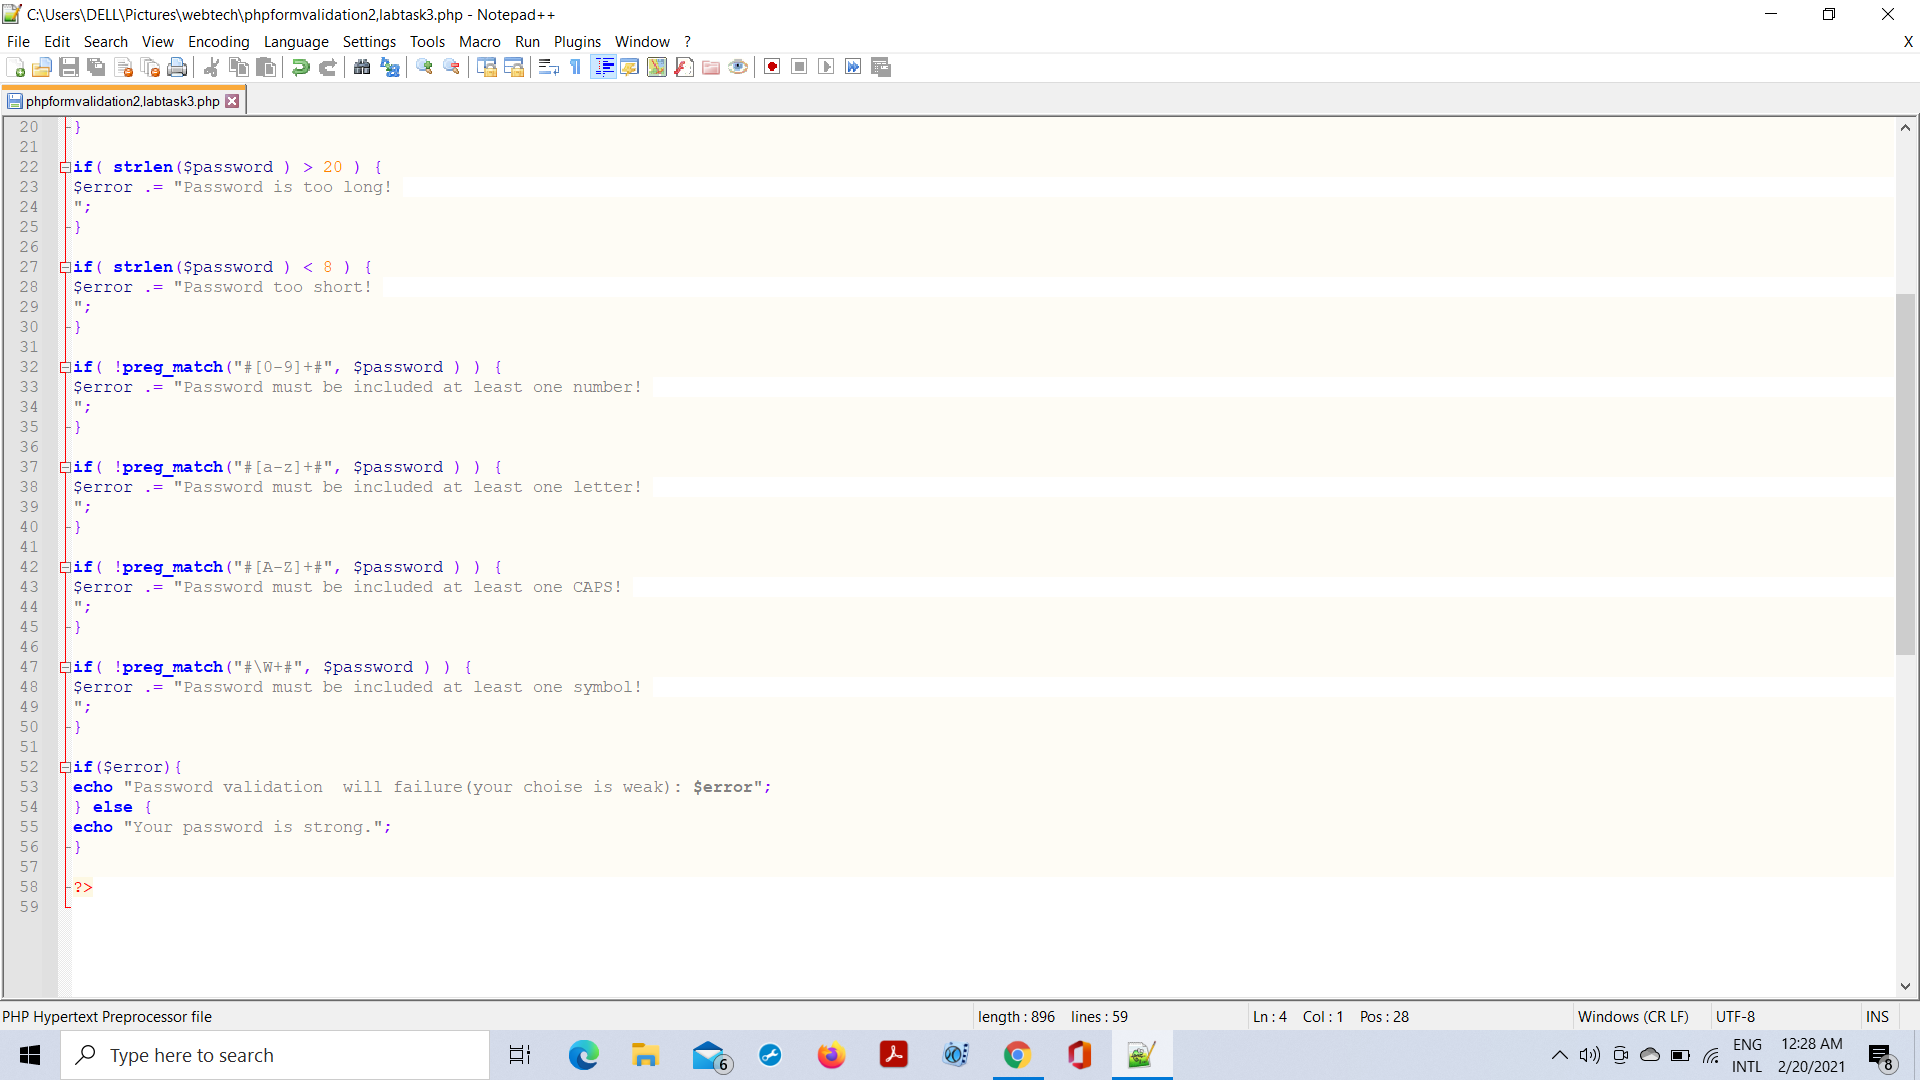 C:\Users\DELL\Pictures\webtech\phpformvalidation2,labtask3.php - Notepad++
File Edit Search View Encoding Language Settings Tools Macro Run Plugins Window ? X
phpformvalidation2,labtask3.php
20 }
21
22 if( strlen($password ) > 20 ) {
23 $error .= "Password is too long!
24 ";
25 }
26
27 if( strlen($password ) < 8 ) {
28 $error .= "Password too short!
29 ";
30 }
31
32 if( !preg_match("#[0-9]+#", $password ) ) {
33 $error .= "Password must be included at least one number!
34 ";
35 }
36
37 if( !preg_match("#[a-z]+#", $password ) ) {
38 $error .= "Password must be included at least one letter!
39 ";
40 }
41
42 if( !preg_match("#[A-Z]+#", $password ) ) {
43 $error .= "Password must be included at least one CAPS!
44 ";
45 }
46
47 if( !preg_match("#\W+#", $password ) ) {
48 $error .= "Password must be included at least one symbol!
49 ";
50 }
51
52 if($error){
53 echo "Password validation  will failure(your choise is weak): $error";
54 } else {
55 echo "Your password is strong.";
56 }
57
58 ?>
59
PHP Hypertext Preprocessor file length : 896 lines : 59 Ln : 4 Col : 1 Pos : 28 Windows (CR LF) UTF-8 INS
Type here to search
6
ENG
INTL
12:28 AM
2/20/2021
8